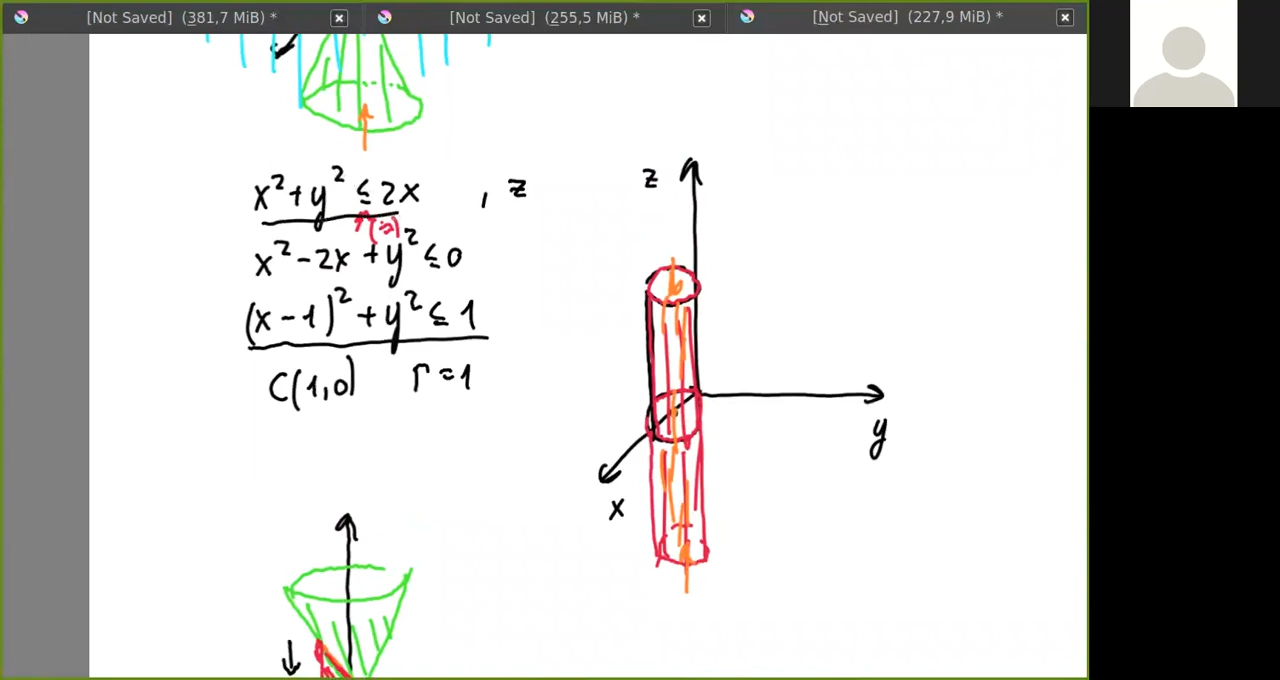 [Not Saved] (381,7 MiB) *
[Not Saved] (255,5 MiB) *
[Not Saved] (227,9 MiB) *
x² + y² ≤ 2x , z
x² - 2x + y² ≤ 0
(x - 1)² + y² ≤ 1
C(1,0) r = 1
z
y
x